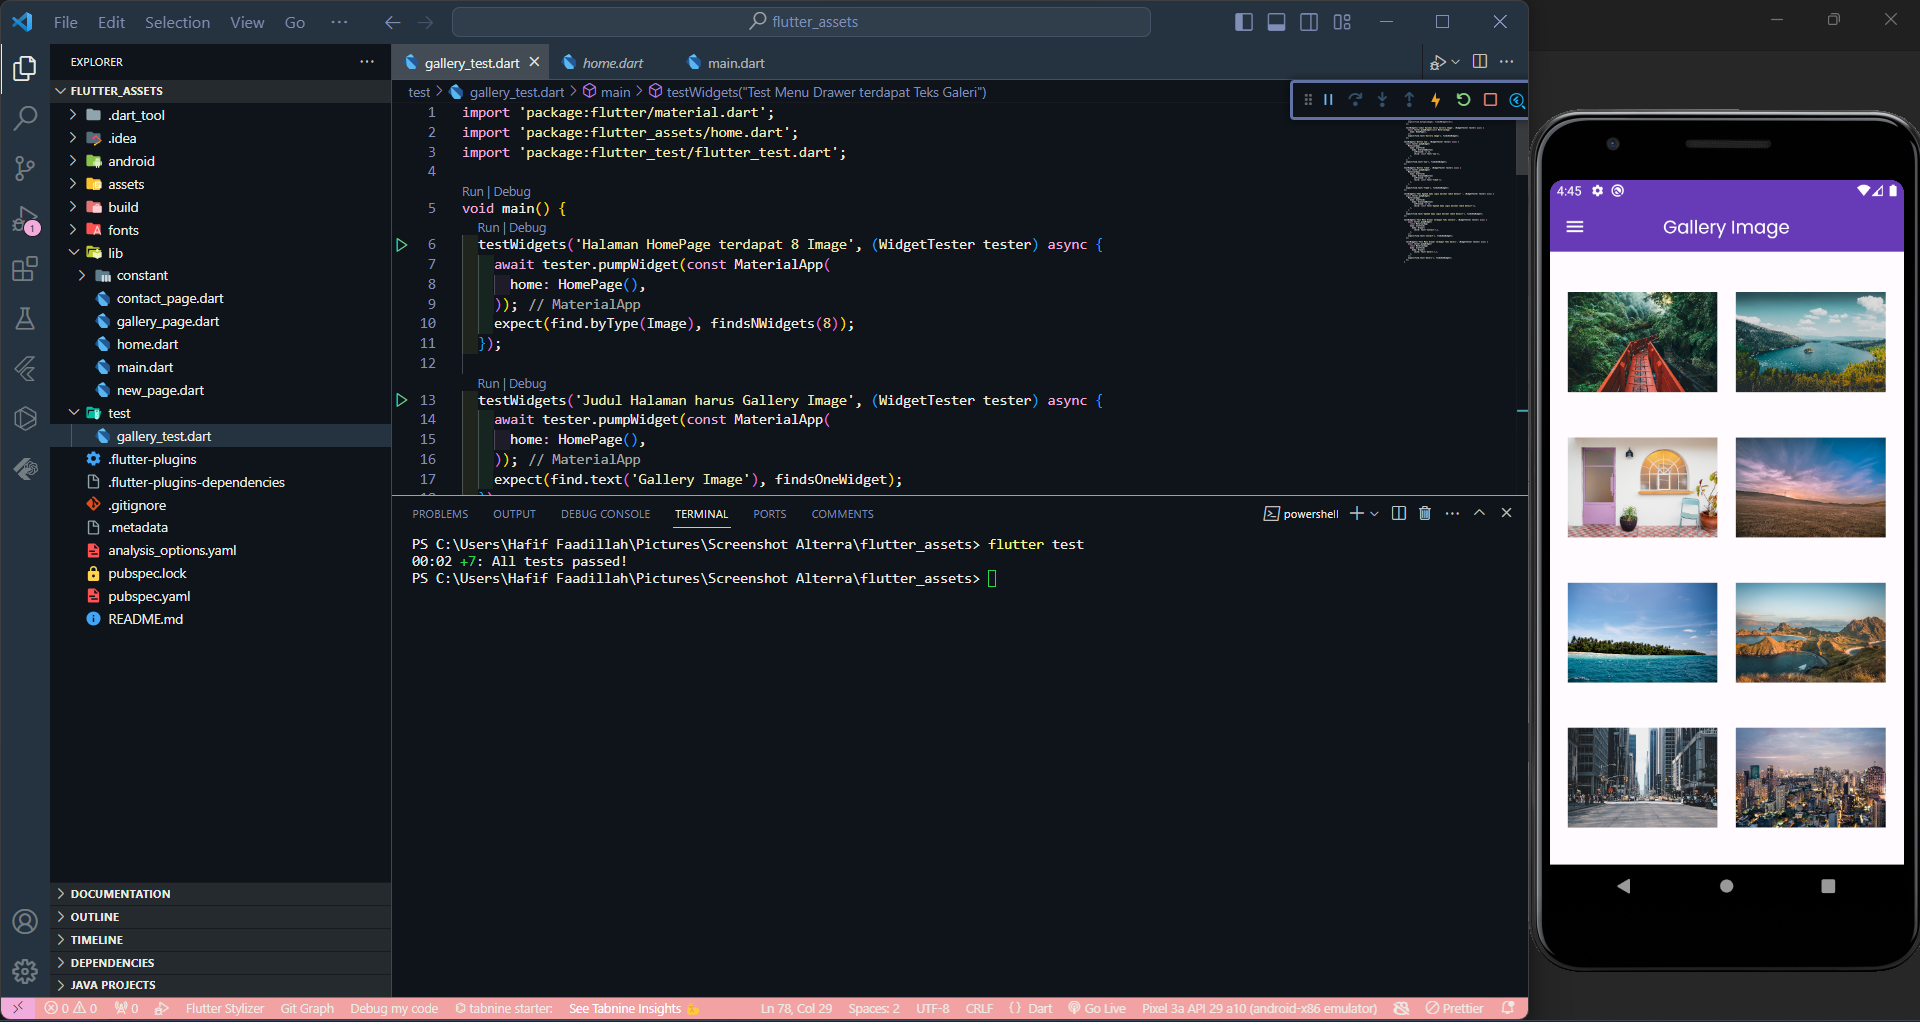 File Edit Selection View Go ··· flutter_assets
EXPLORER
FLUTTER_ASSETS
.dart_tool
.idea
android
assets
build
fonts
lib
constant
contact_page.dart
gallery_page.dart
home.dart
main.dart
new_page.dart
test
gallery_test.dart
.flutter-plugins
.flutter-plugins-dependencies
.gitignore
.metadata
analysis_options.yaml
pubspec.lock
pubspec.yaml
README.md
DOCUMENTATION
OUTLINE
TIMELINE
DEPENDENCIES
JAVA PROJECTS
1
gallery_test.dart home.dart main.dart
test > gallery_test.dart > main > testWidgets("Test Menu Drawer terdapat Teks Galeri")
1 import 'package:flutter/material.dart';
2 import 'package:flutter_assets/home.dart';
3 import 'package:flutter_test/flutter_test.dart';
4
Run | Debug
5 void main() {
Run | Debug
6 testWidgets('Halaman HomePage terdapat 8 Image', (WidgetTester tester) async {
7 await tester.pumpWidget(const MaterialApp(
8 home: HomePage(),
9 )); // MaterialApp
10 expect(find.byType(Image), findsNWidgets(8));
11 });
12
Run | Debug
13 testWidgets('Judul Halaman harus Gallery Image', (WidgetTester tester) async {
14 await tester.pumpWidget(const MaterialApp(
15 home: HomePage(),
16 )); // MaterialApp
17 expect(find.text('Gallery Image'), findsOneWidget);
PROBLEMS OUTPUT DEBUG CONSOLE TERMINAL PORTS COMMENTS powershell
PS C:\Users\Hafif Faadillah\Pictures\Screenshot Alterra\flutter_assets> flutter test
00:02 +7: All tests passed!
PS C:\Users\Hafif Faadillah\Pictures\Screenshot Alterra\flutter_assets>
0 0 0 Flutter Stylizer Git Graph Debug my code tabnine starter: See Tabnine Insights Ln 78, Col 29 Spaces: 2 UTF-8 CRLF {} Dart Go Live Pixel 3a API 29 a10 (android-x86 emulator) Prettier
4:45
Gallery Image